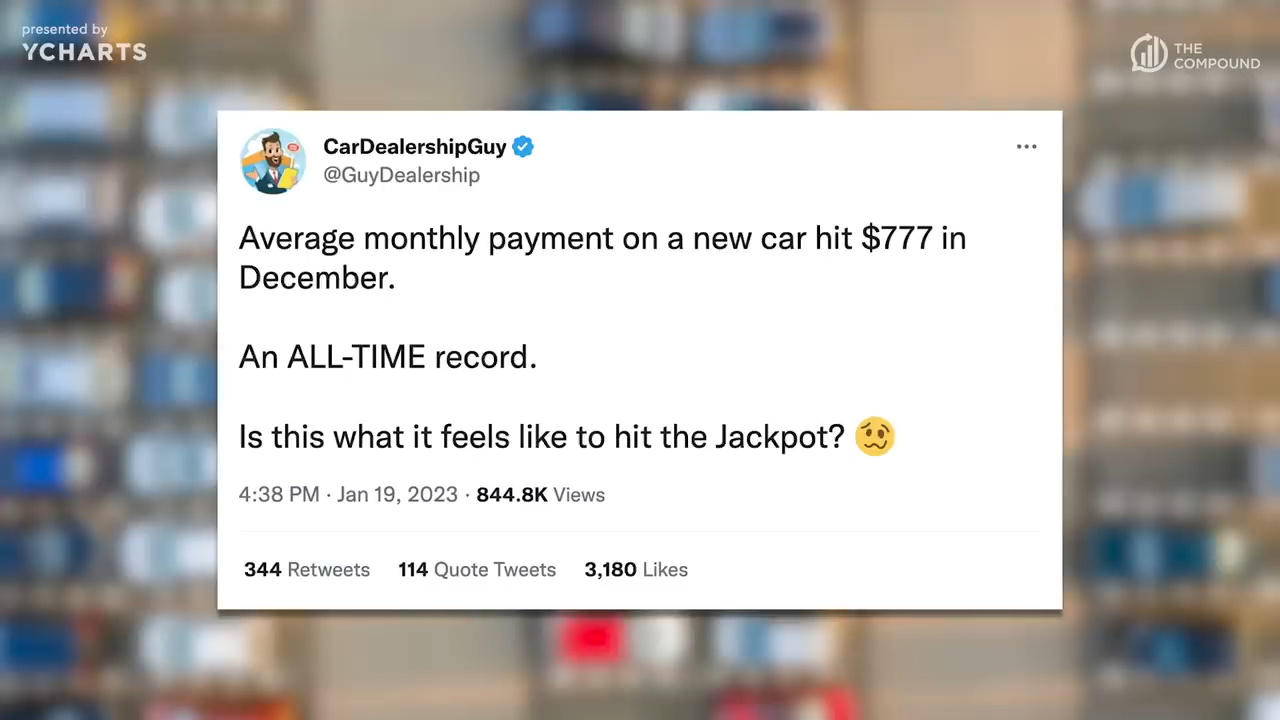 presented by
YCHARTS
THE
COMPOUND
CarDealershipGuy
@GuyDealership
Average monthly payment on a new car hit $777 in
December.
An ALL-TIME record.
Is this what it feels like to hit the Jackpot? 🥴
4:38 PM · Jan 19, 2023 · 844.8K Views
344 Retweets 114 Quote Tweets 3,180 Likes